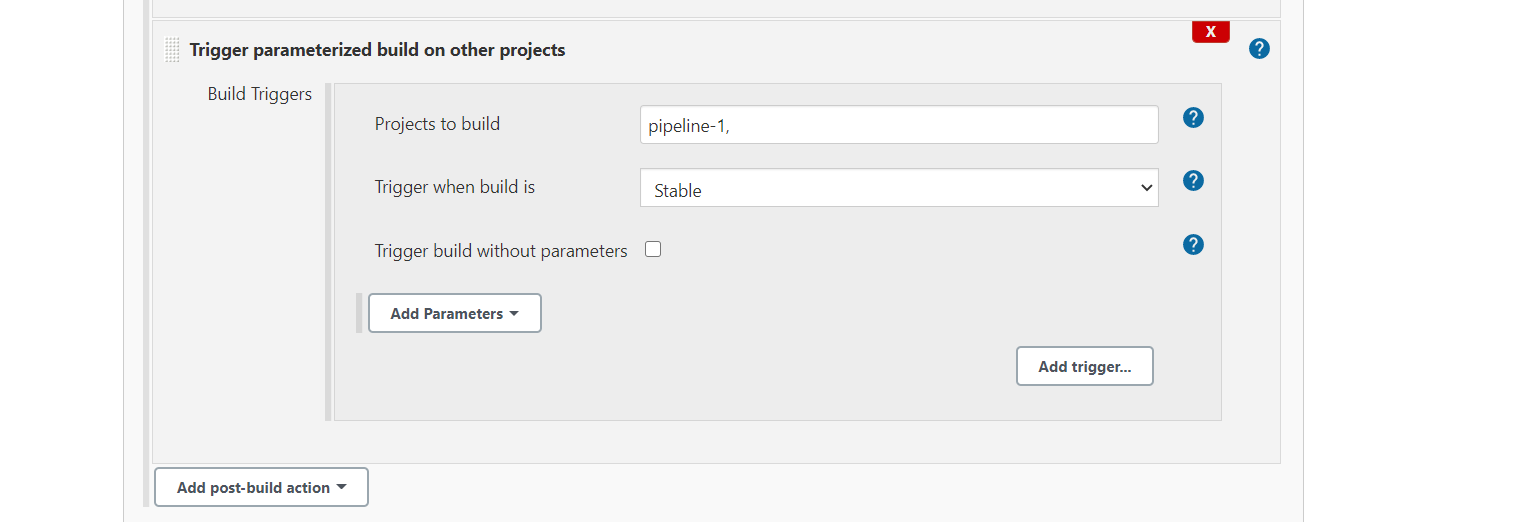 X
Trigger parameterized build on other projects
?
Build Triggers
Projects to build
pipeline-1,
?
Trigger when build is
Stable
?
Trigger build without parameters
?
Add Parameters
Add trigger...
Add post-build action